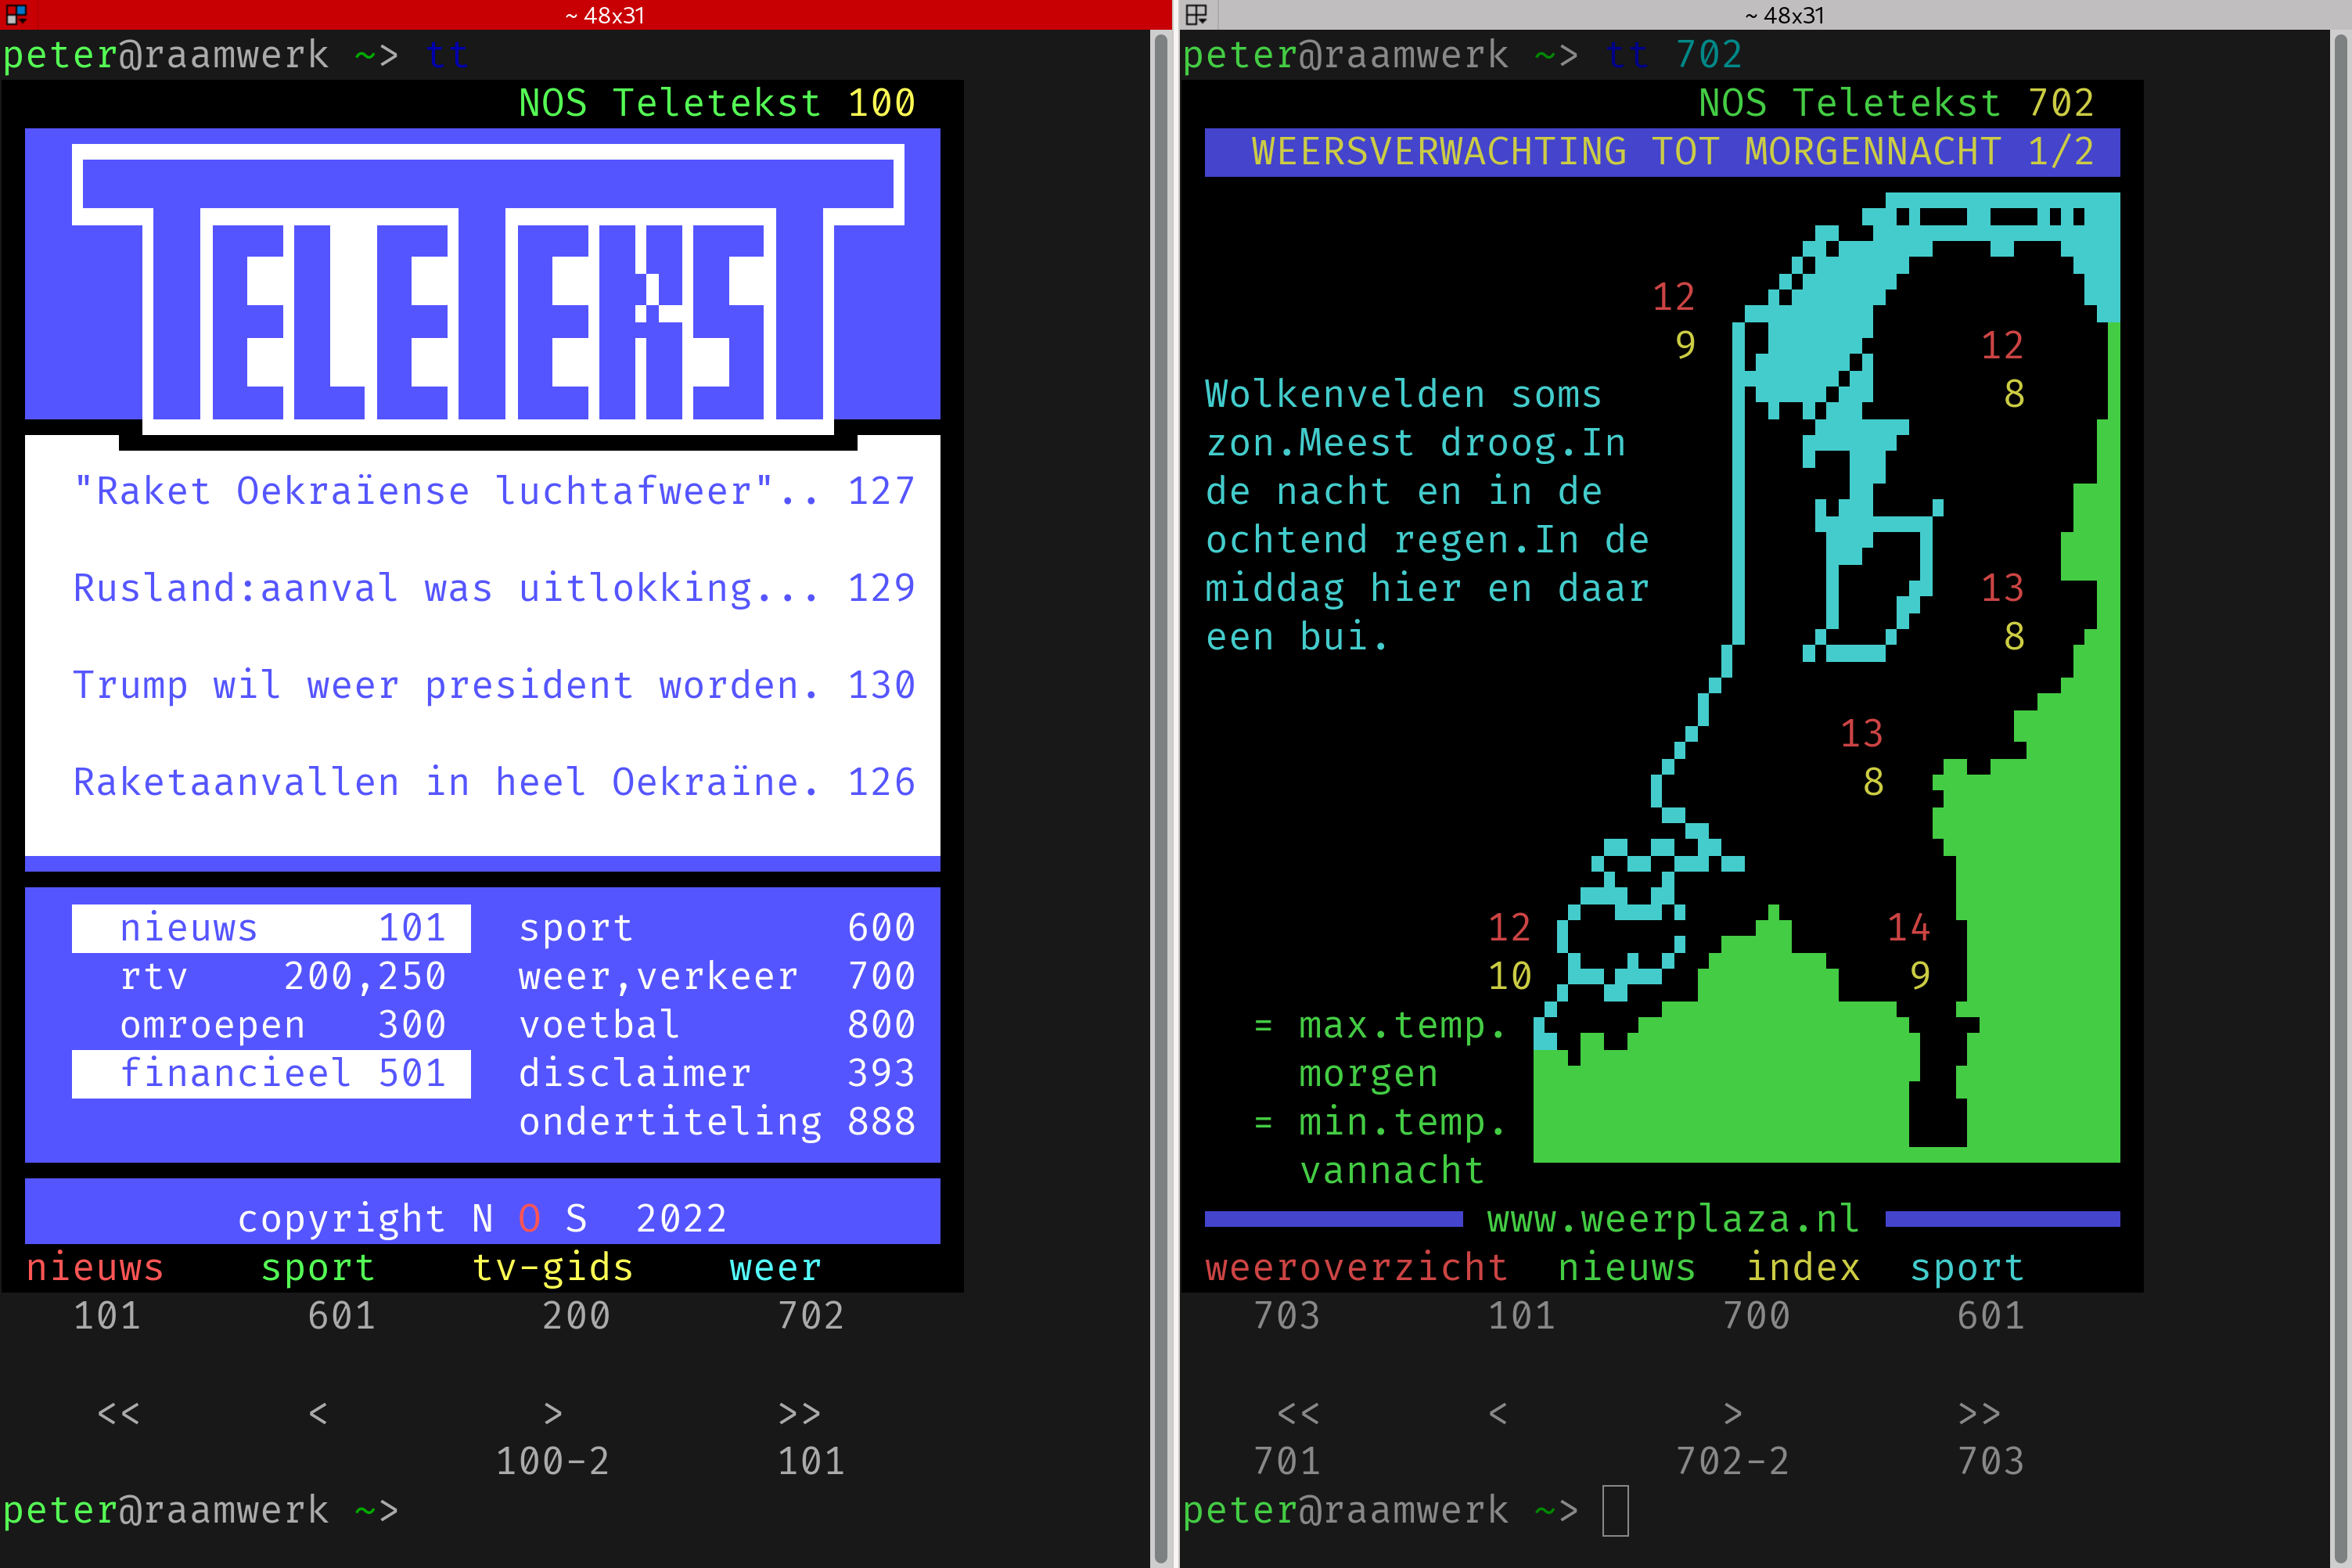 ~ 48x31
peter@raamwerk ~> tt
NOS Teletekst 100
TELETEKST
"Raket Oekraïense luchtafweer".. 127
Rusland:aanval was uitlokking... 129
Trump wil weer president worden. 130
Raketaanvallen in heel Oekraïne. 126
nieuws 101 sport 600
rtv 200,250 weer,verkeer 700
omroepen 300 voetbal 800
financieel 501 disclaimer 393
ondertiteling 888
copyright N O S 2022
nieuws sport tv-gids weer
101 601 200 702
<< < > >>
100-2 101
peter@raamwerk ~>
~ 48x31
peter@raamwerk ~> tt 702
NOS Teletekst 702
WEERSVERWACHTING TOT MORGENNACHT 1/2
12
9 12
Wolkenvelden soms 8
zon.Meest droog.In
de nacht en in de
ochtend regen.In de
middag hier en daar 13
een bui. 8
13
8
12 14
10 9
= max.temp.
morgen
= min.temp.
vannacht
www.weerplaza.nl
weeroverzicht nieuws index sport
703 101 700 601
<< < > >>
701 702-2 703
peter@raamwerk ~>